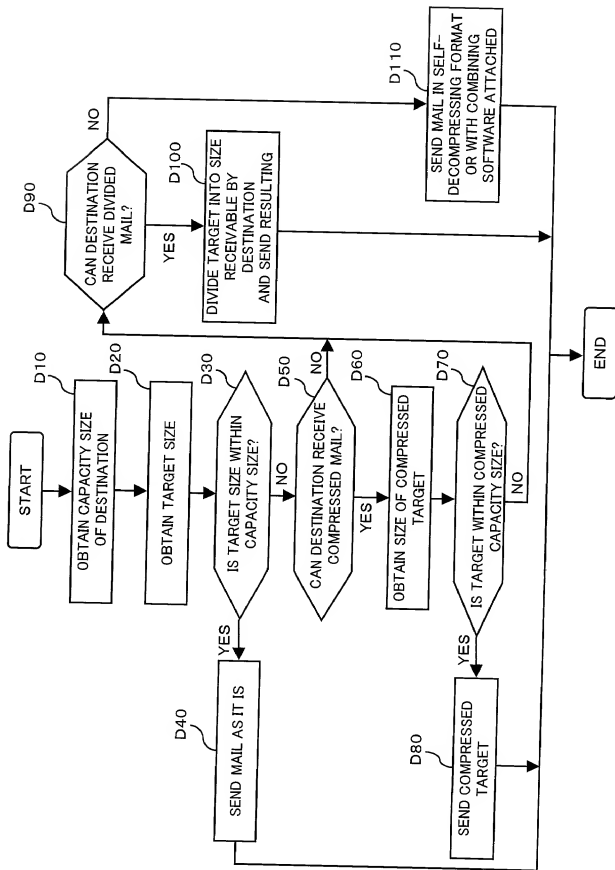 START
D10
OBTAIN CAPACITY SIZE
OF DESTINATION
D20
OBTAIN TARGET SIZE
D30
IS TARGET SIZE WITHIN
CAPACITY SIZE?
YES
NO
D40
SEND MAIL AS IT IS
D50
CAN DESTINATION RECEIVE
COMPRESSED MAIL?
NO
YES
D60
OBTAIN SIZE OF COMPRESSED
TARGET
D70
IS TARGET WITHIN COMPRESSED
CAPACITY SIZE?
YES
NO
D80
SEND COMPRESSED
TARGET
D90
CAN DESTINATION
RECEIVE DIVIDED
MAIL?
NO
YES
D100
DIVIDE TARGET INTO SIZE
RECEIVABLE BY
DESTINATION
AND SEND RESULTING
D110
SEND MAIL IN SELF-
DECOMPRESSING FORMAT
OR WITH COMBINING
SOFTWARE ATTACHED
END